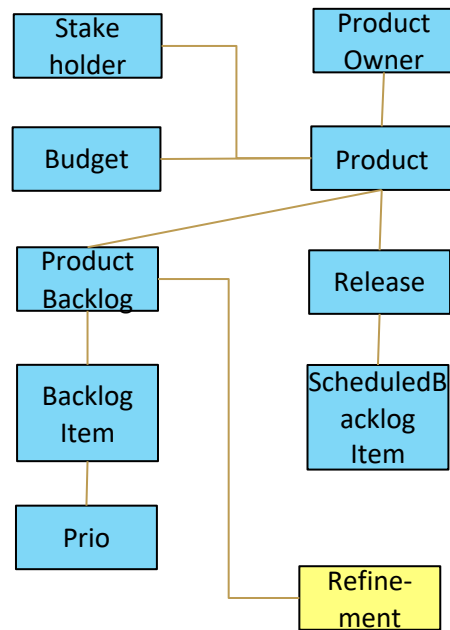 Stake
holder
Product
Owner
Budget
Product
Product
Backlog
Release
Backlog
Item
ScheduledB
acklog
Item
Prio
Refine-
ment